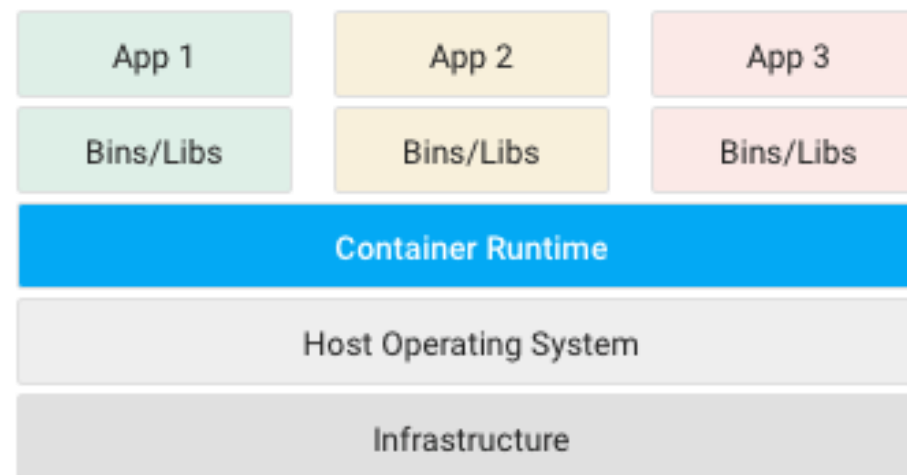 App 1 App 2 App 3
Bins/Libs Bins/Libs Bins/Libs
Container Runtime
Host Operating System
Infrastructure